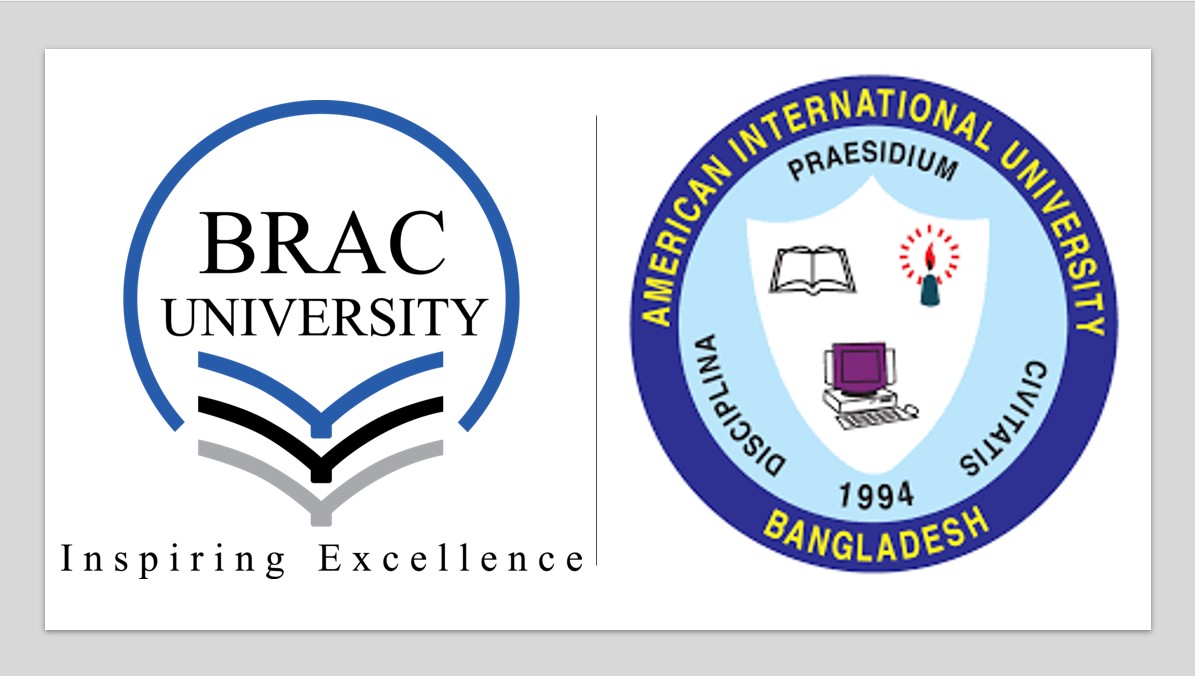 BRAC
UNIVERSITY
Inspiring Excellence
AMERICAN INTERNATIONAL UNIVERSITY
PRAESIDIUM
DISCIPLINA
CIVITATIS
1994
BANGLADESH